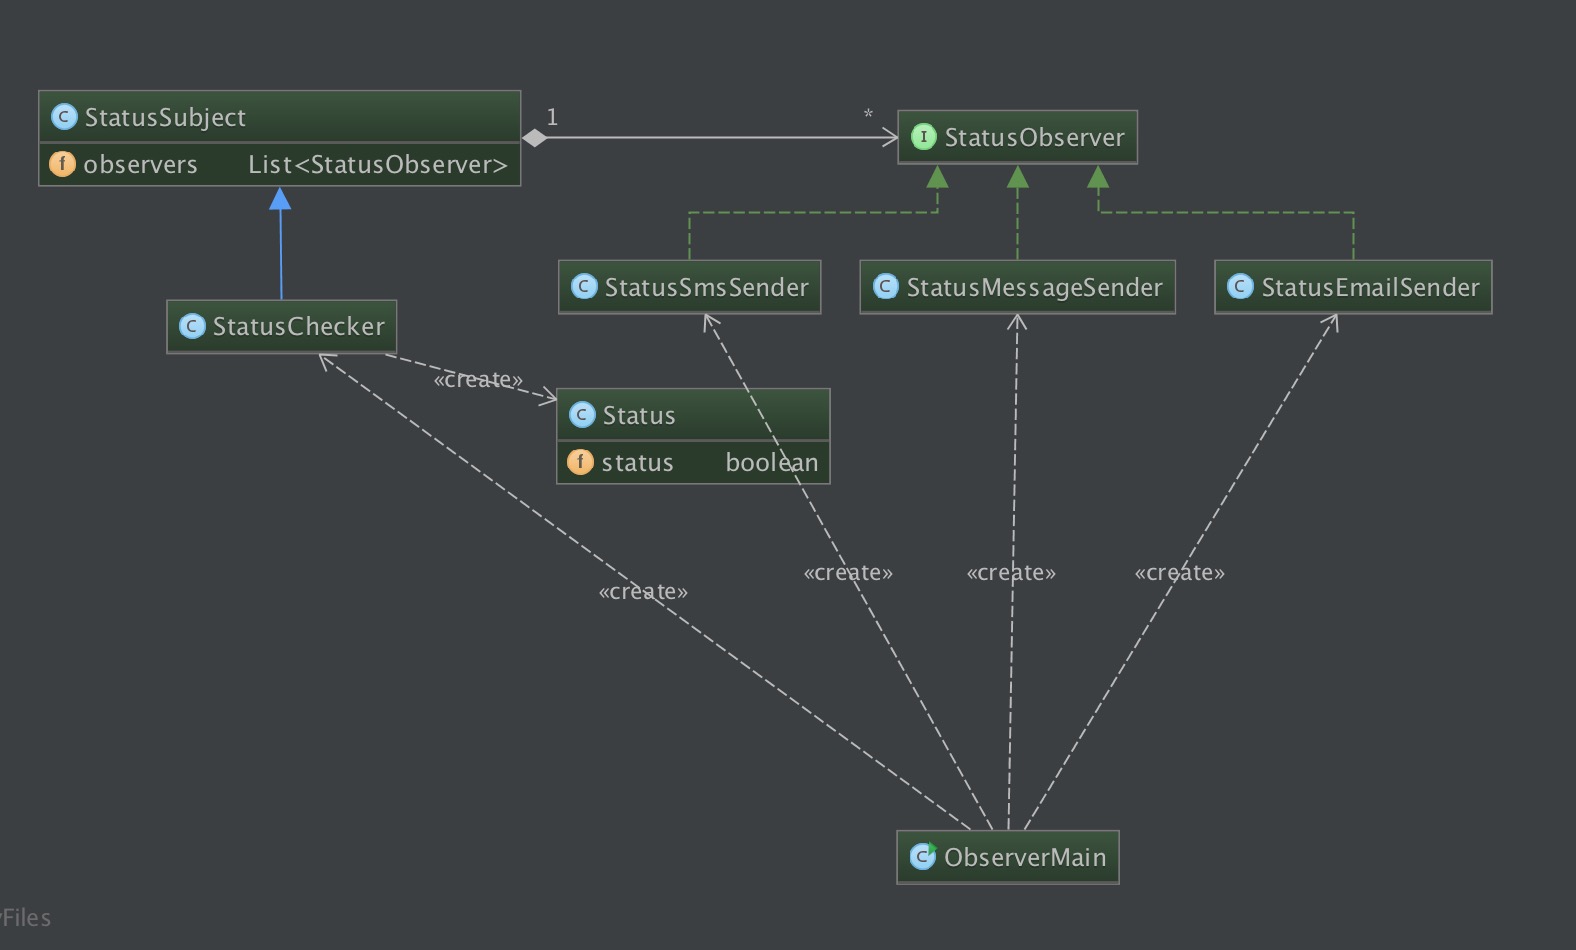 StatusSubject
observers List<StatusObserver>
1 *
StatusObserver
StatusSmsSender
StatusMessageSender
StatusEmailSender
StatusChecker
«create»
Status
status boolean
«create»
«create»
«create»
«create»
ObserverMain